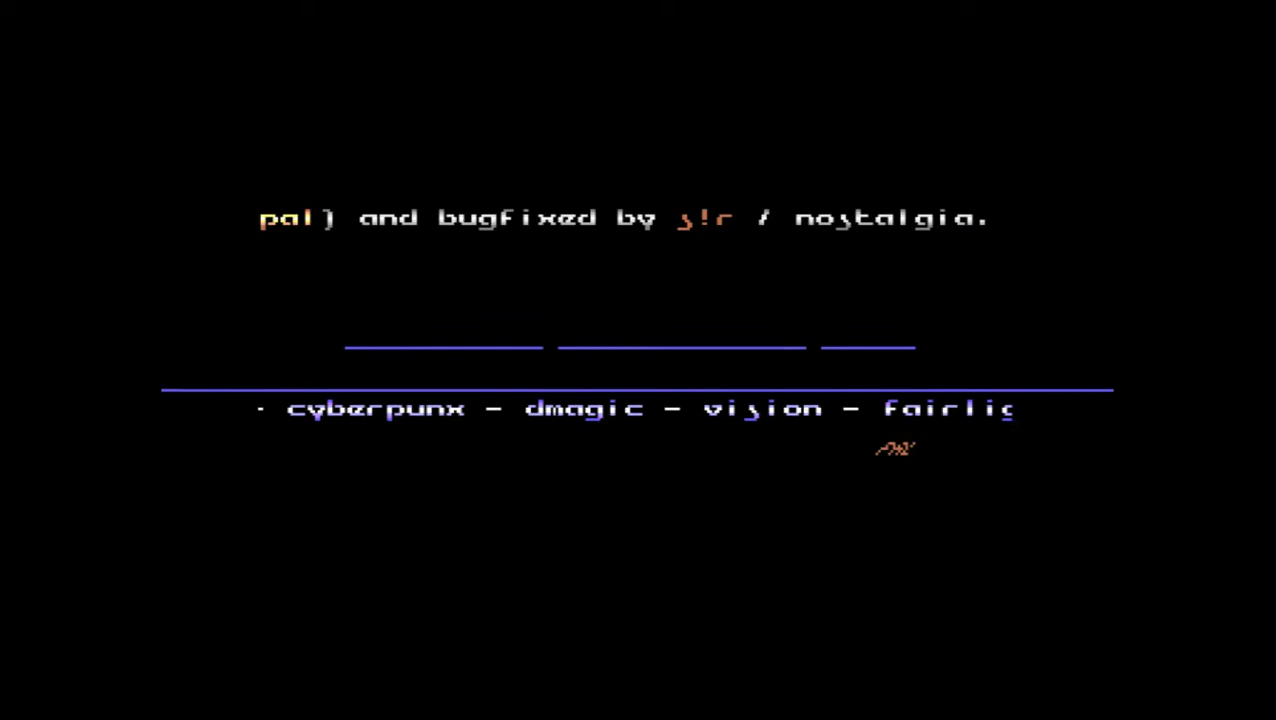 pal) and bugfixed by s!r / nostalgia.
· cyberpunx - dmagic - vision - fairlig